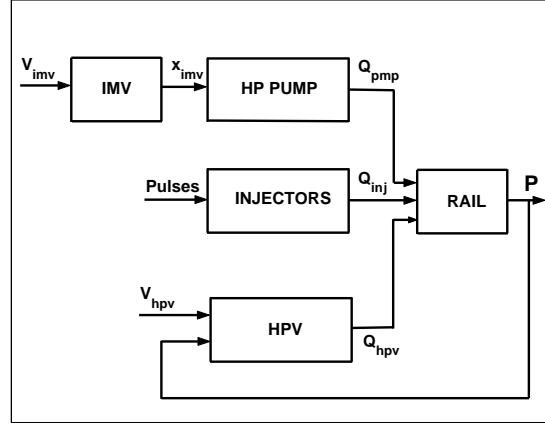 V_imv
IMV
x_imv
HP PUMP
Q_pmp
Pulses
INJECTORS
Q_inj
RAIL
P
V_hpv
HPV
Q_hpv